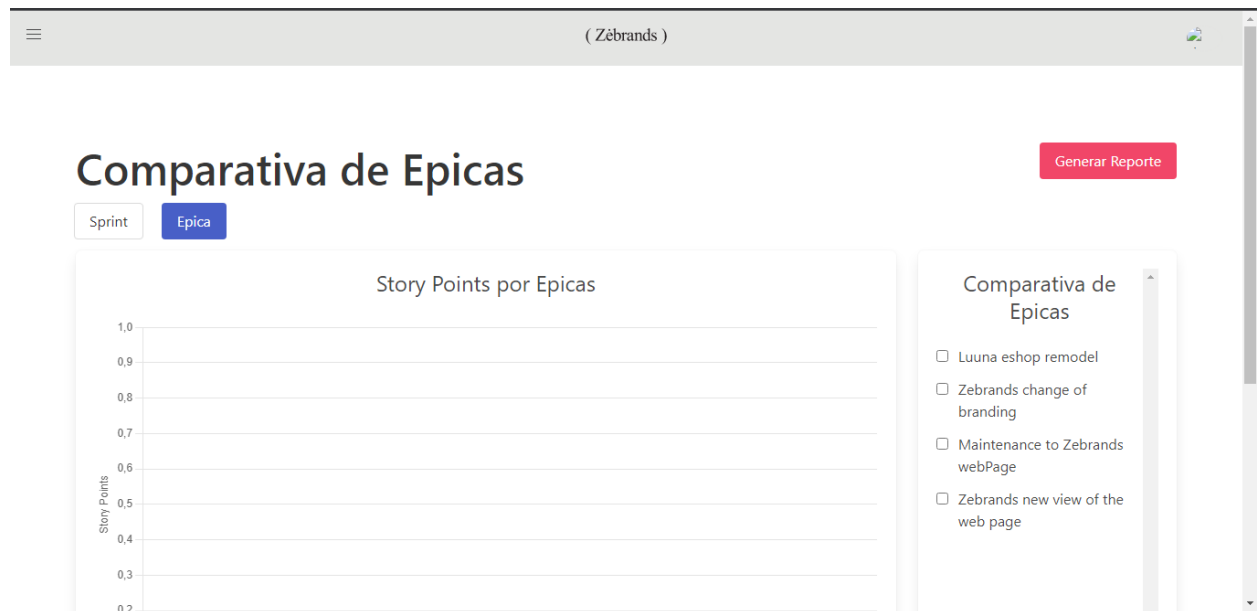 ( Zėbrands )
Comparativa de Epicas
Generar Reporte
Sprint
Epica
Story Points por Epicas
1,0
0,9
0,8
0,7
0,6
0,5
0,4
0,3
0,2
Story Points
Comparativa de
Epicas
Luuna eshop remodel
Zebrands change of
branding
Maintenance to Zebrands
webPage
Zebrands new view of the
web page